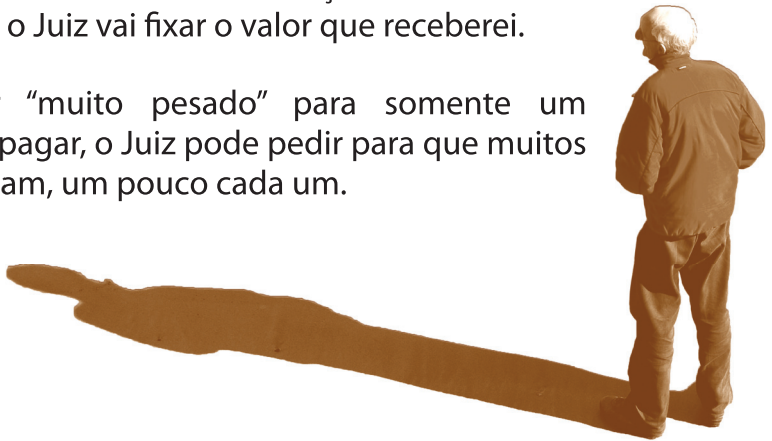 o Juiz vai fixar o valor que receberei.
“muito pesado” para somente um
pagar, o Juiz pode pedir para que muitos
um pouco cada um.